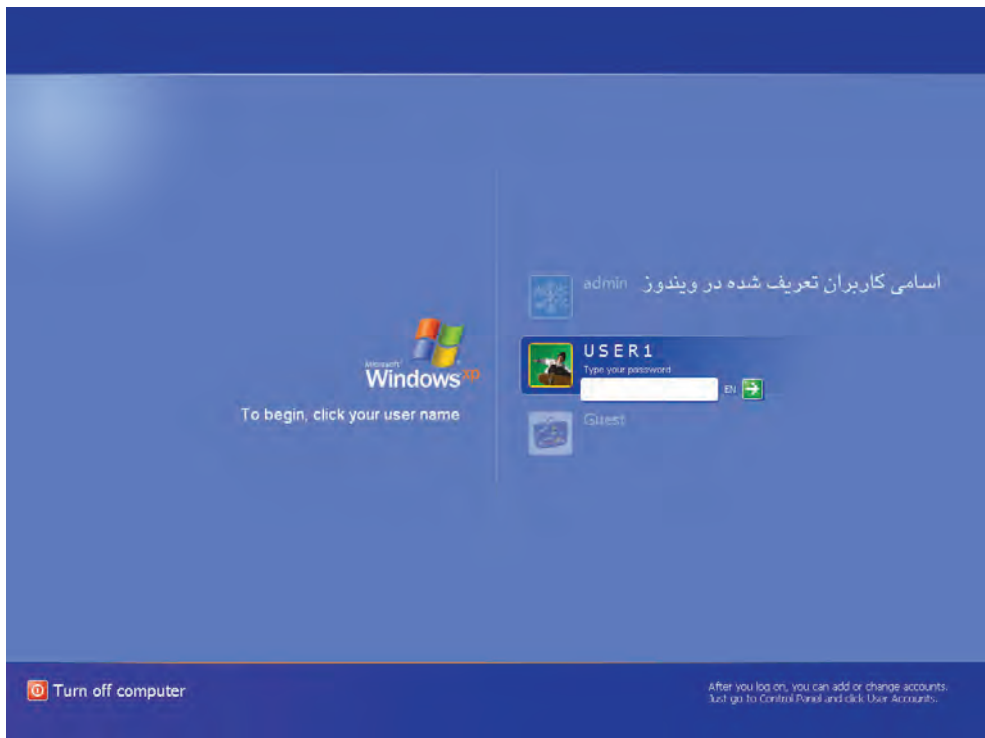 admin اسامی کاربران تعریف شده در ویندوز
USER1
Type your password
EN
Microsoft
Windows xp
To begin, click your user name
Guest
Turn off computer
After you log on, you can add or change accounts.
Just go to Control Panel and click User Accounts.